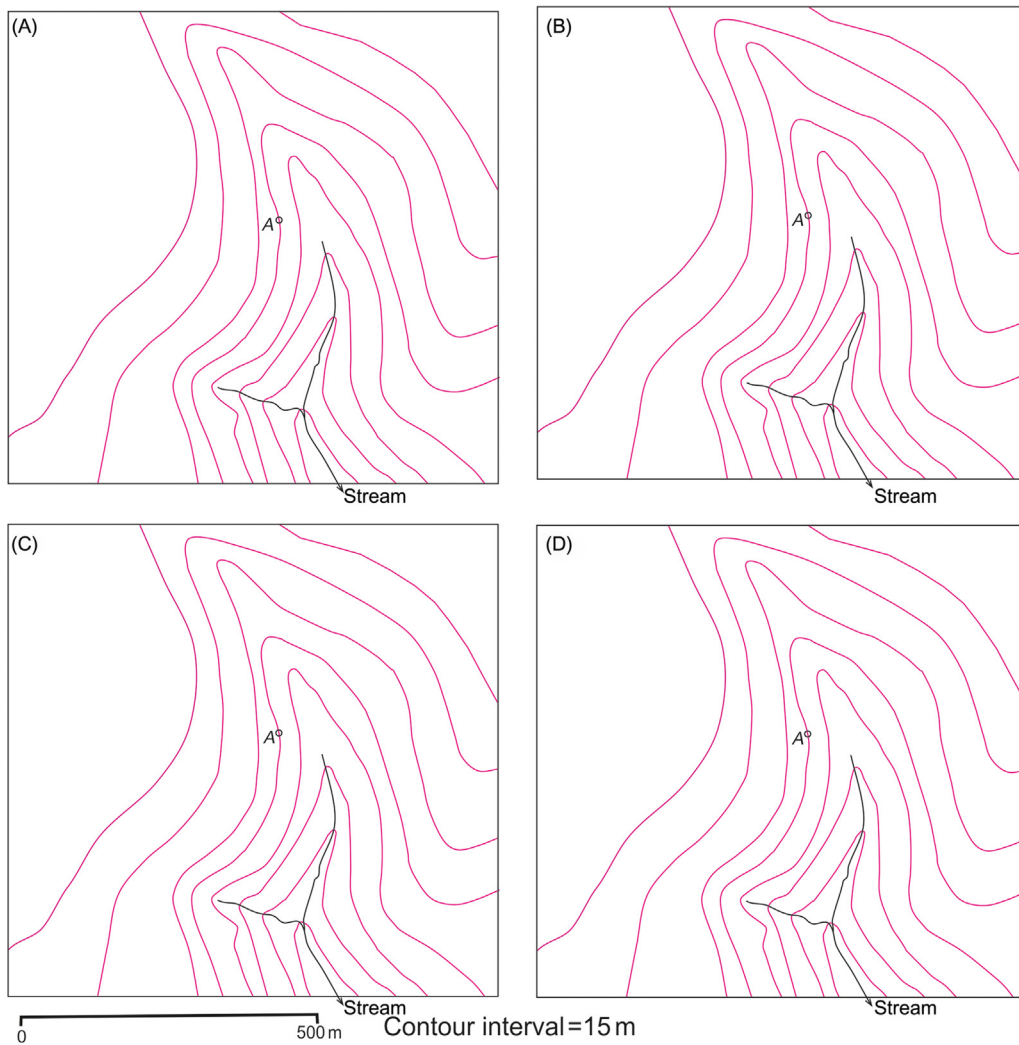 (A)
(B)
A
A
Stream
Stream
(C)
(D)
A
A
Stream
Stream
0
500 m
Contour interval=15 m